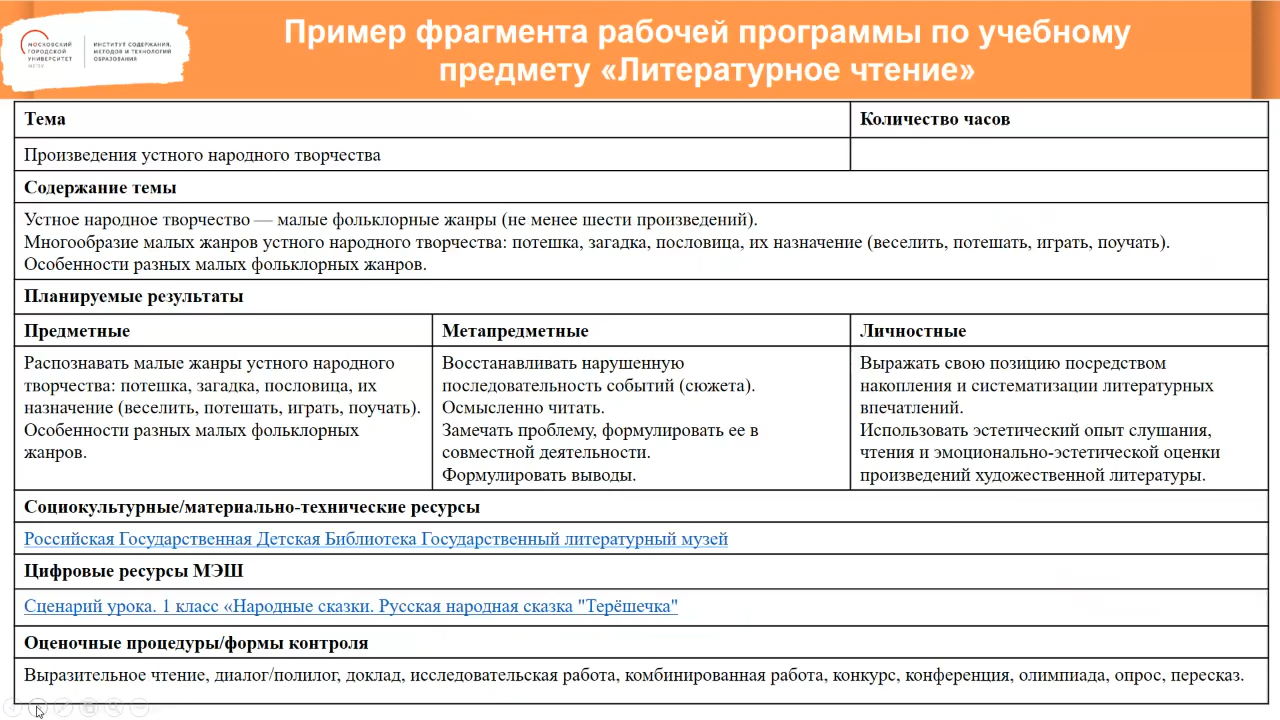 Пример фрагмента рабочей программы по учебному
предмету «Литературное чтение»
МОСКОВСКИЙ
ГОРОДСКОЙ
УНИВЕРСИТЕТ
ИНСТИТУТ СОДЕРЖАНИЯ,
МЕТОДОВ И ТЕХНОЛОГИЙ
ОБРАЗОВАНИЯ
Тема
Количество часов
Произведения устного народного творчества
Содержание темы
Устное народное творчество — малые фольклорные жанры (не менее шести произведений).
Многообразие малых жанров устного народного творчества: потешка, загадка, пословица, их назначение (веселить, потешать, играть, поучать).
Особенности разных малых фольклорных жанров.
Планируемые результаты
Предметные
Метапредметные
Личностные
Распознавать малые жанры устного народного
творчества: потешка, загадка, пословица, их
назначение (веселить, потешать, играть, поучать).
Особенности разных малых фольклорных
жанров.
Восстанавливать нарушенную
последовательность событий (сюжета).
Осмысленно читать.
Замечать проблему, формулировать ее в
совместной деятельности.
Формулировать выводы.
Выражать свою позицию посредством
накопления и систематизации литературных
впечатлений.
Использовать эстетический опыт слушания,
чтения и эмоционально-эстетической оценки
произведений художественной литературы.
Социокультурные/материально-технические ресурсы
Российская Государственная Детская Библиотека Государственный литературный музей
Цифровые ресурсы МЭШ
Сценарий урока. 1 класс «Народные сказки. Русская народная сказка "Терёшечка"
Оценочные процедуры/формы контроля
Выразительное чтение, диалог/полилог, доклад, исследовательская работа, комбинированная работа, конкурс, конференция, олимпиада, опрос, пересказ.